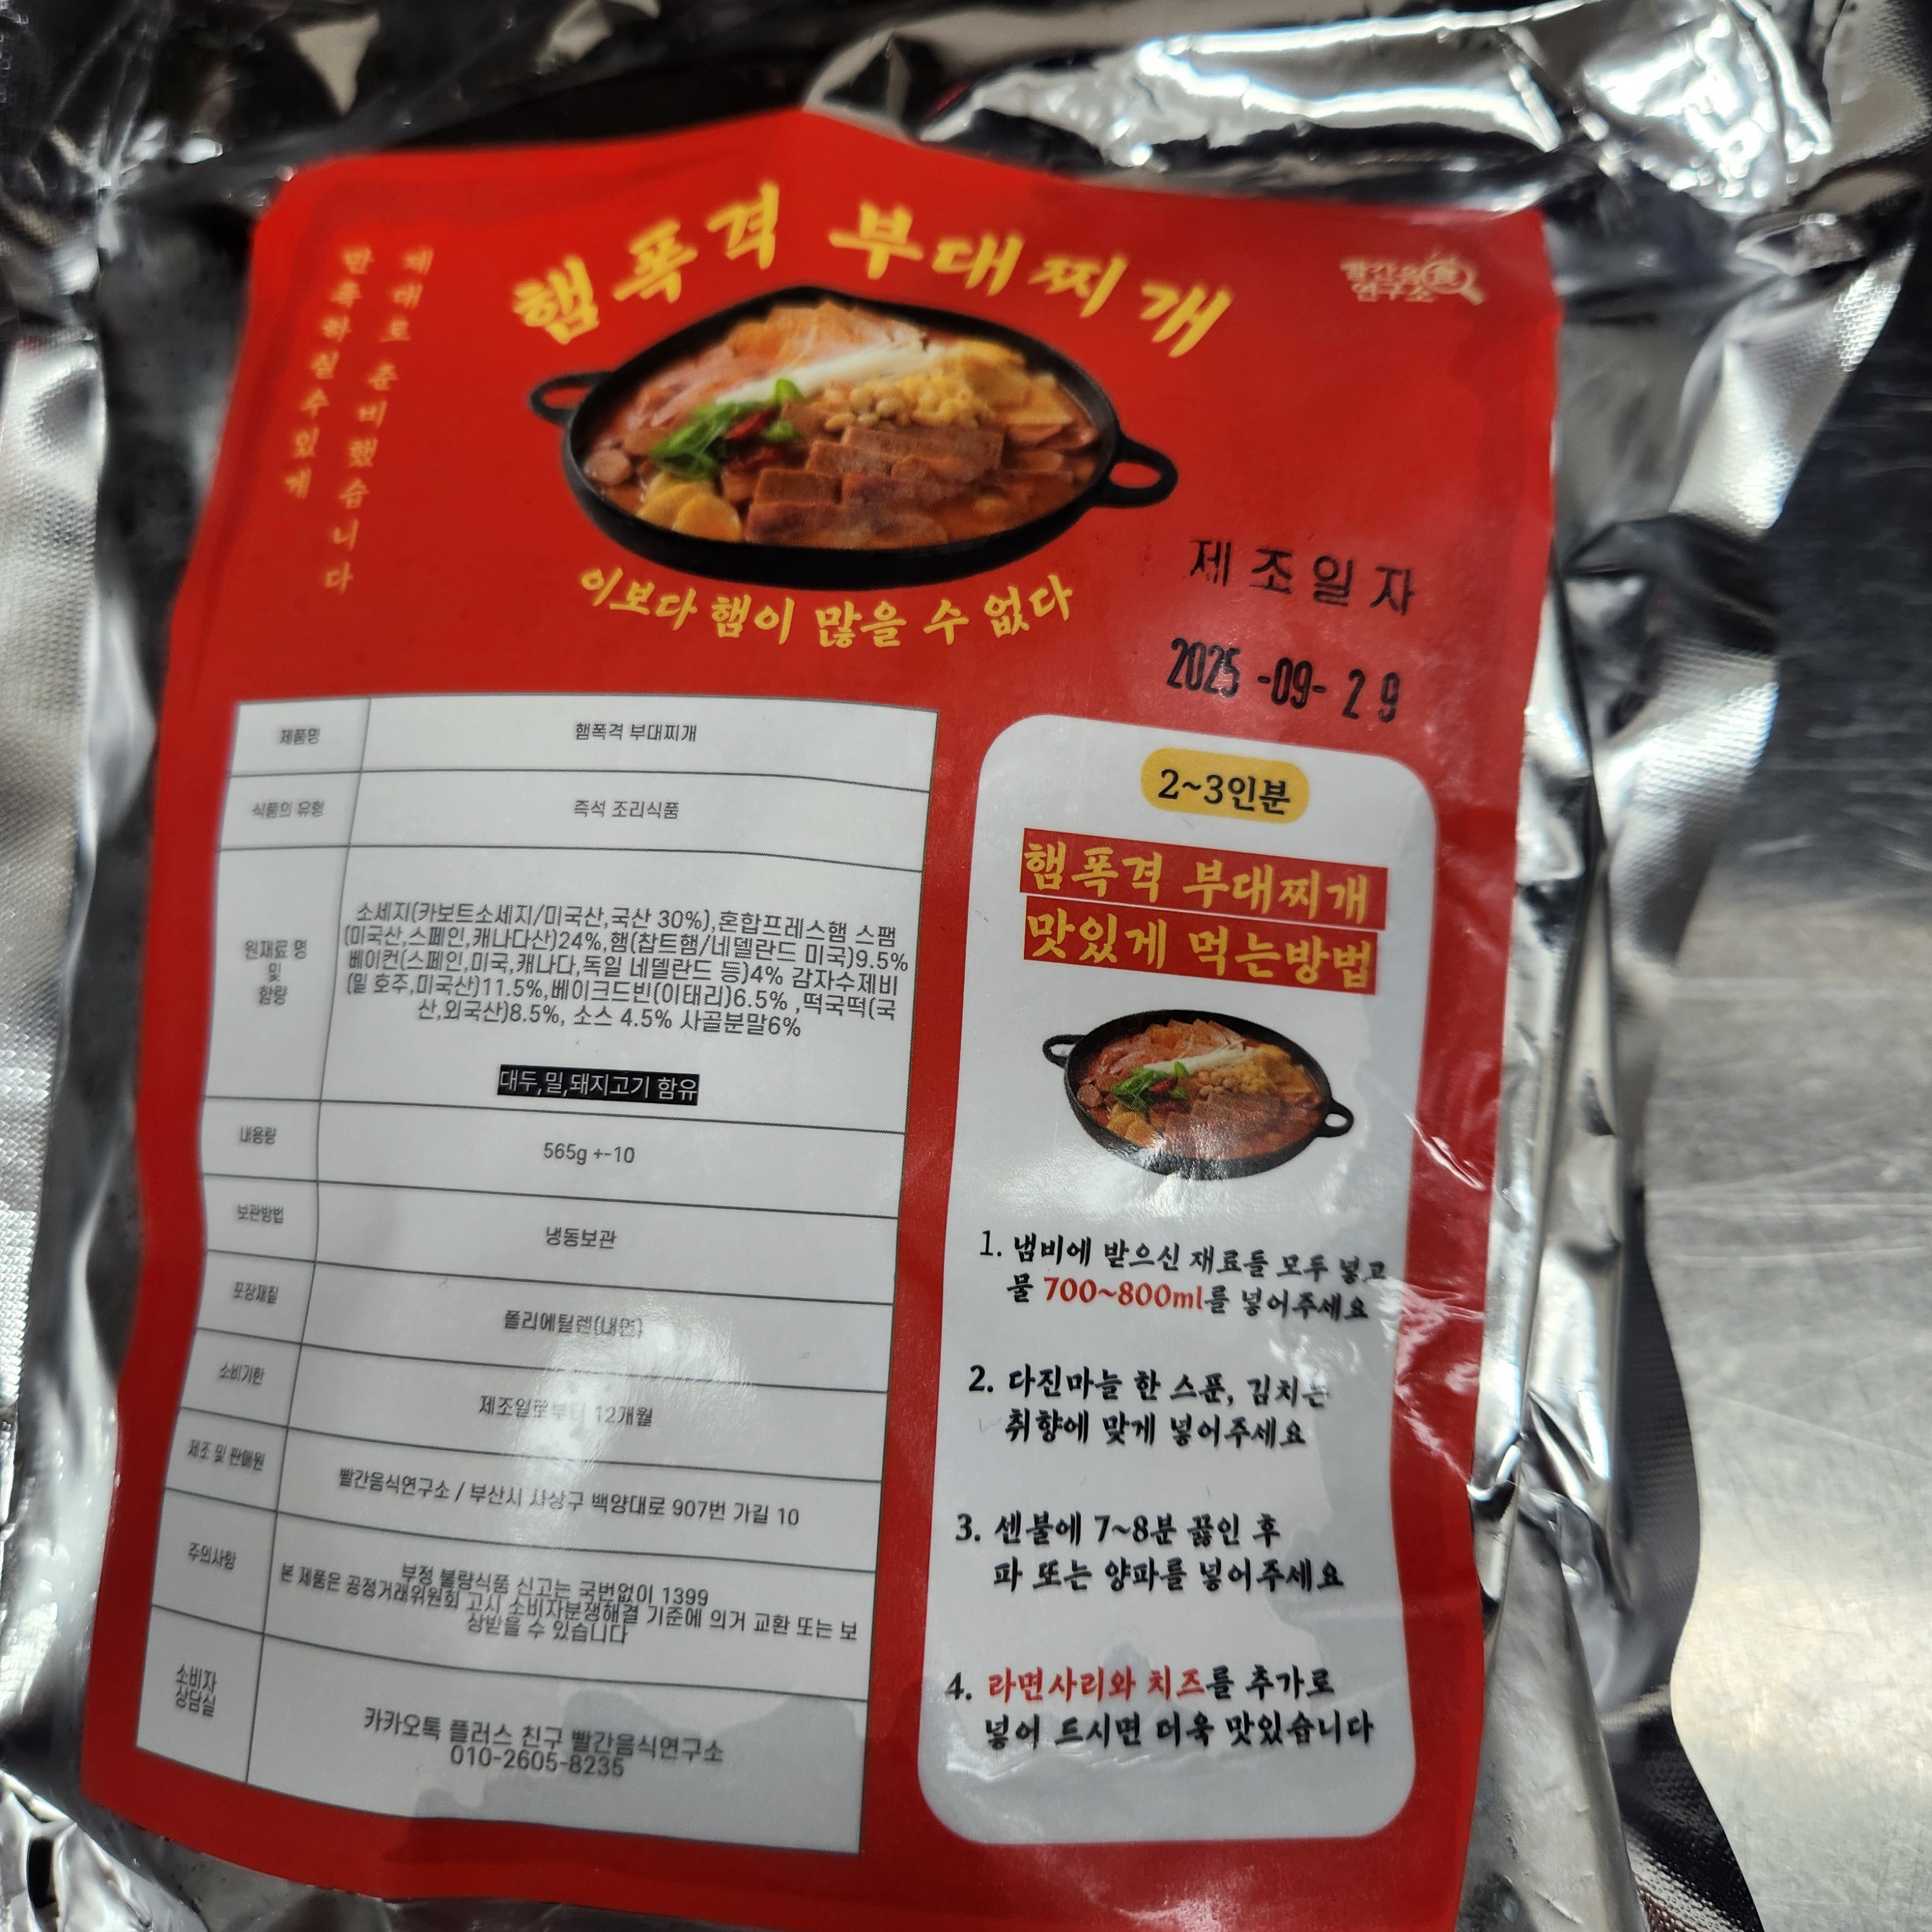 제대로 준비했습니다
만족하실수있게
햄폭격 부대찌개
빨간음食
연구소
이보다 햄이 많을 수 없다
제조일자
2025 -09- 29
제품명
햄폭격 부대찌개
식품의 유형
즉석 조리식품
원재료 명
및
함량
소세지(카보트소세지/미국산,국산 30%),혼합프레스햄 스팸
(미국산,스페인,캐나다산)24%,햄(찹트햄/네델란드 미국)9.5%
베이컨(스페인,미국,캐나다,독일 네델란드 등)4% 감자수제비
(밀 호주,미국산)11.5%,베이크드빈(이태리)6.5% ,떡국떡(국
산,외국산)8.5%, 소스 4.5% 사골분말6%
대두,밀,돼지고기 함유
내용량
565g +-10
보관방법
냉동보관
포장재질
폴리에틸렌(내면)
소비기한
제조일로부터 12개월
제조 및 판매원
빨간음식연구소 / 부산시 사상구 백양대로 907번 가길 10
주의사항
부정 불량식품 신고는 국번없이 1399
본 제품은 공정거래위원회 고시 소비자분쟁해결 기준에 의거 교환 또는 보
상받을 수 있습니다
소비자
상담실
카카오톡 플러스 친구 빨간음식연구소
010-2605-8235
2~3인분
햄폭격 부대찌개
맛있게 먹는방법
1. 냄비에 받으신 재료들 모두 넣고
물 700~800ml를 넣어주세요
2. 다진마늘 한 스푼, 김치는
취향에 맞게 넣어주세요
3. 센불에 7~8분 끓인 후
파 또는 양파를 넣어주세요
4. 라면사리와 치즈를 추가로
넣어 드시면 더욱 맛있습니다